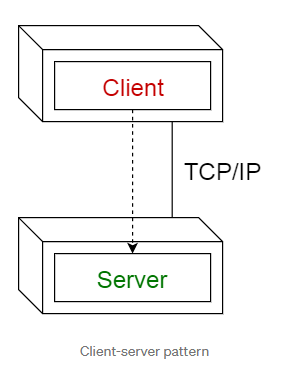 Client
TCP/IP
Server
Client-server pattern